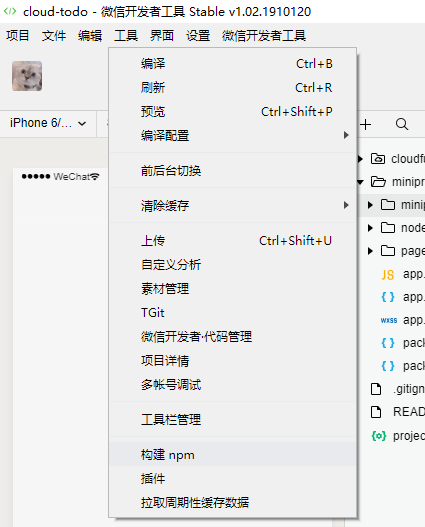 cloud-todo - 微信开发者工具 Stable v1.02.1910120
项目 文件 编辑 工具 界面 设置 微信开发者工具
编译 Ctrl+B
刷新 Ctrl+R
预览 Ctrl+Shift+P
编译配置
前后台切换
清除缓存
上传 Ctrl+Shift+U
自定义分析
素材管理
TGit
微信开发者·代码管理
项目详情
多帐号调试
工具栏管理
构建 npm
插件
拉取周期性缓存数据
iPhone 6/...
WeChat
cloudf
minipr
minip
node
page
JS app.
{ } app.
wxss app.
{ } pack
{ } pack
.gitign
READ
{o} projec